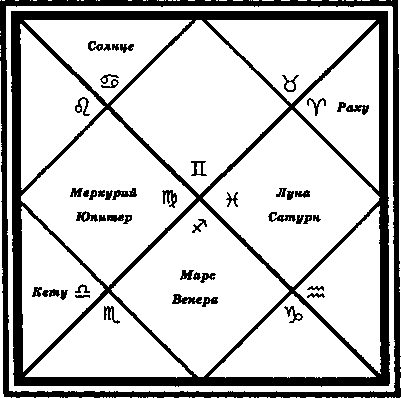 Солнце
♋
♉
♌
♈
Раху
♊
Меркурий
Юпитер
♍
♓
Луна
Сатурн
♐
Марс
Венера
Кету
♎
♒
♏
♑